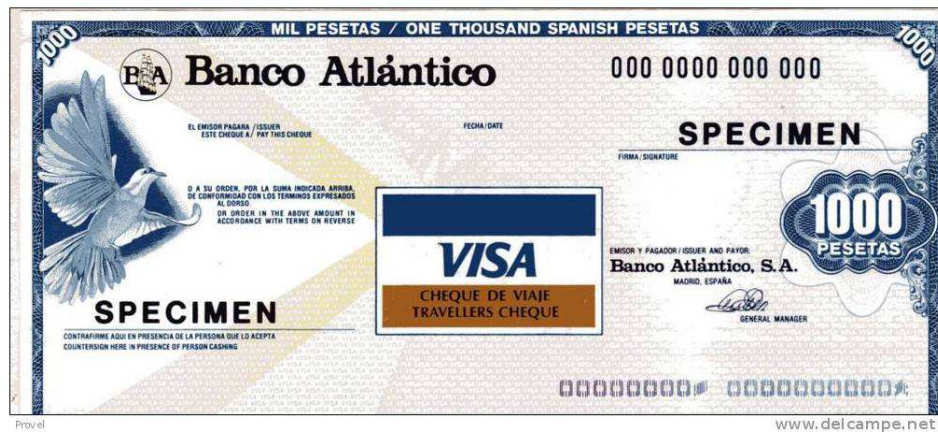 MIL PESETAS / ONE THOUSAND SPANISH PESETAS
1000
1000
BA Banco Atlántico
000 0000 000 000
EL EMISOR PAGARA / ISSUER
ESTE CHEQUE A / PAY THIS CHEQUE
FECHA/DATE
SPECIMEN
FIRMA/SIGNATURE
O A SU ORDEN, POR LA SUMA INDICADA ARRIBA,
DE CONFORMIDAD CON LOS TERMINOS EXPRESADOS
AL DORSO.
OR ORDER IN THE ABOVE AMOUNT IN
ACCORDANCE WITH TERMS ON REVERSE
1000
PESETAS
VISA
CHEQUE DE VIAJE
TRAVELLERS CHEQUE
EMISOR Y PAGADOR / ISSUER AND PAYOR:
Banco Atlántico, S.A.
MADRID, ESPAÑA
GENERAL MANAGER
SPECIMEN
CONTRAFIRME AQUI EN PRESENCIA DE LA PERSONA QUE LO ACEPTA
COUNTERSIGN HERE IN PRESENCE OF PERSON CASHING
00000000 00000000000
Provel
www.delcampe.net